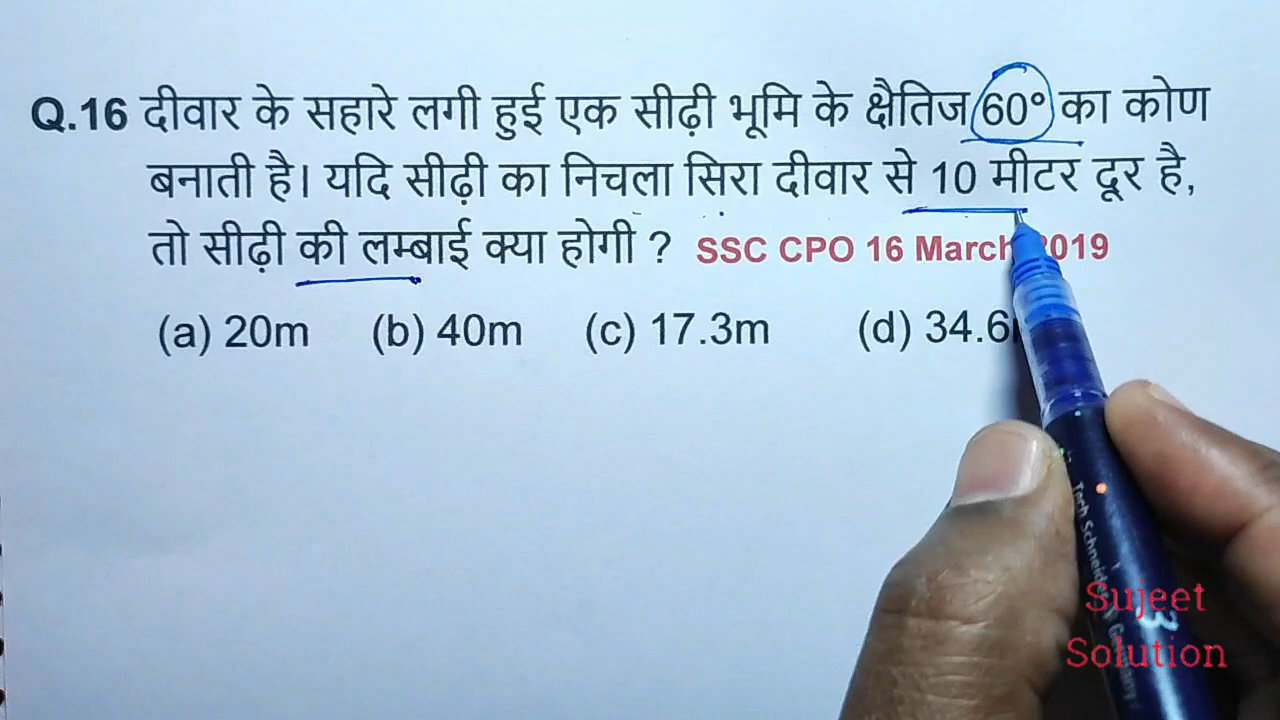 Q.16 दीवार के सहारे लगी हुई एक सीढ़ी भूमि के क्षैतिज 60° का कोण
बनाती है। यदि सीढ़ी का निचला सिरा दीवार से 10 मीटर दूर है,
तो सीढ़ी की लम्बाई क्या होगी ? SSC CPO 16 March 2019
(a) 20m (b) 40m (c) 17.3m (d) 34.6
Sujeet
Solution